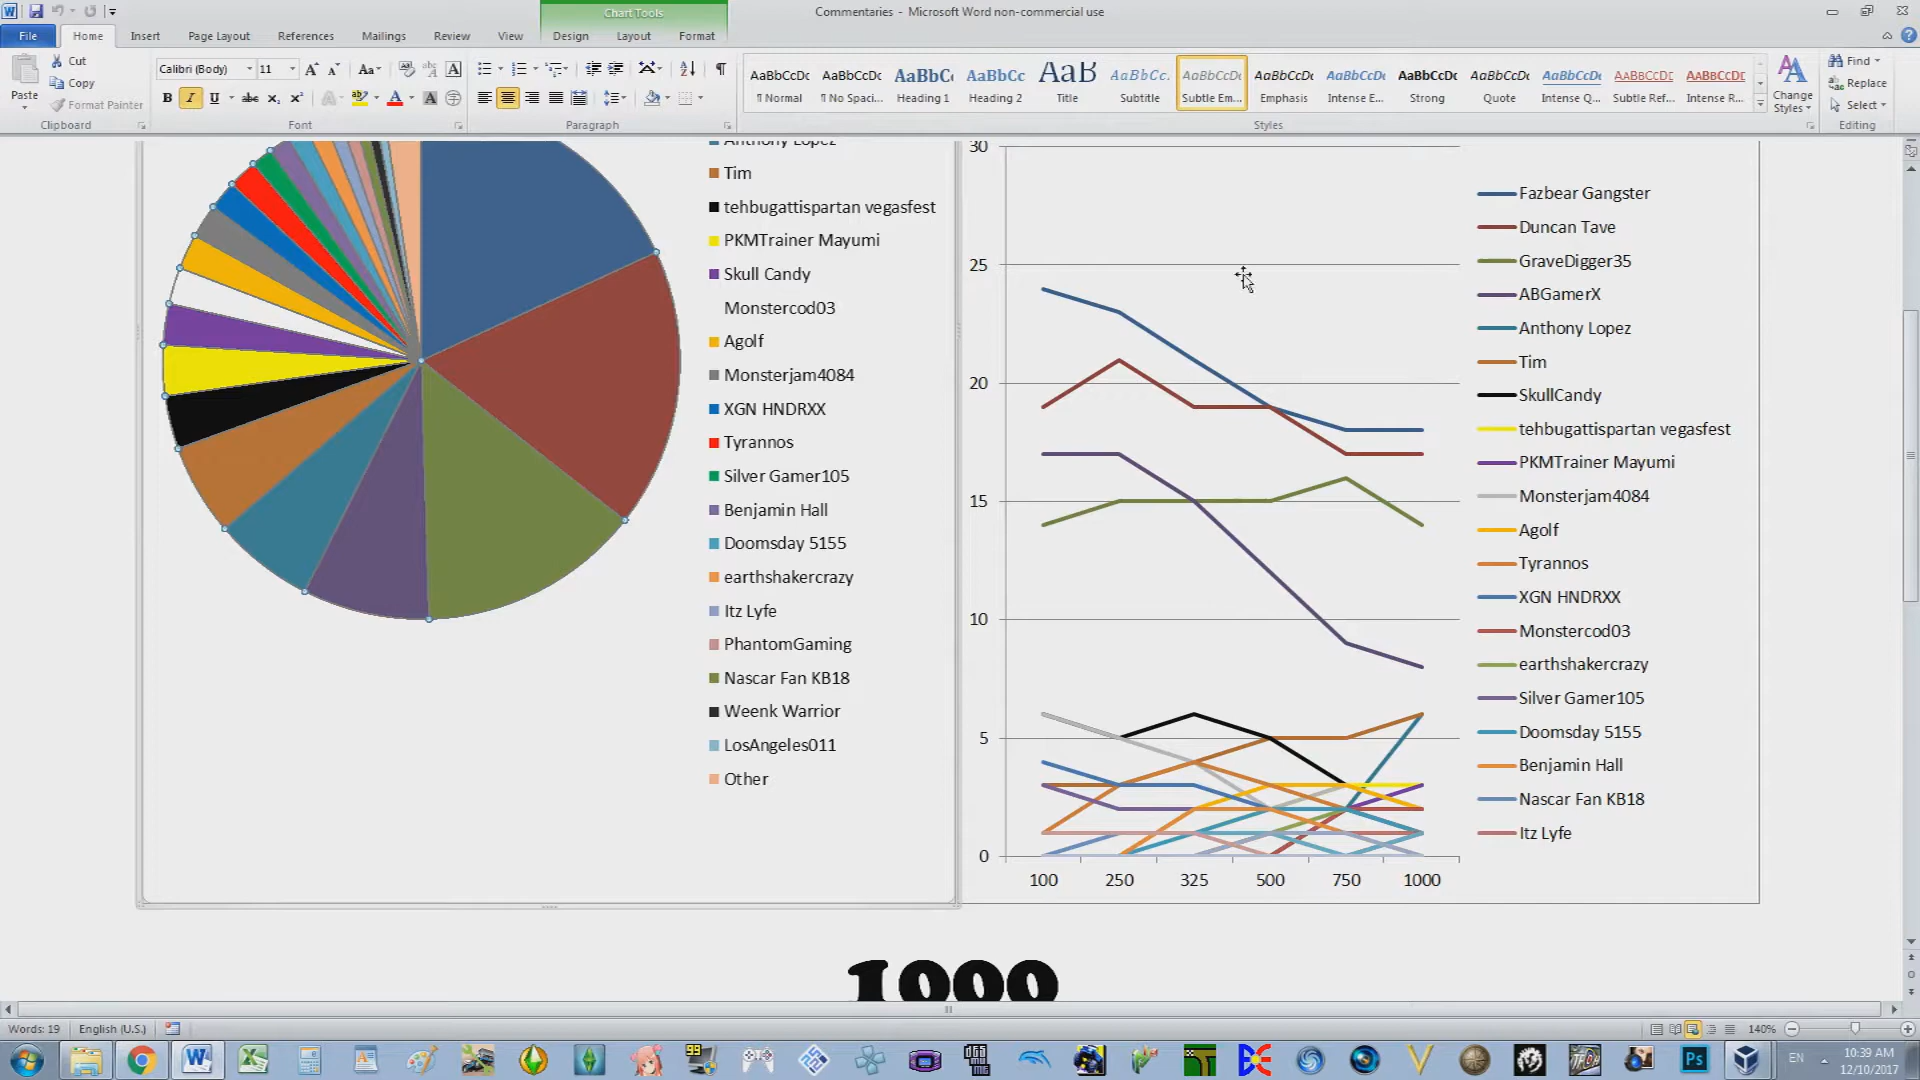 Chart Tools
Commentaries - Microsoft Word non-commercial use
File Home Insert Page Layout References Mailings Review View Design Layout Format
Paste
Cut
Copy
Format Painter
Clipboard
Calibri (Body) 11
Font
Paragraph
AaBbCcDc AaBbCcDc AaBbC AaBbCc AaB AaBbCc. AaBbCcDc AaBbCcDc AaBbCcDc AaBbCcDc AaBbCcDc AaBbCcDc AaBbCcDc AaBbCcDc
¶ Normal ¶ No Spaci... Heading 1 Heading 2 Title Subtitle Subtle Em... Emphasis Intense E... Strong Quote Intense Q... Subtle Ref... Intense R...
Change Styles
Styles
Find
Replace
Select
Editing
Anthony Lopez
Tim
tehbugattispartan vegasfest
PKMTrainer Mayumi
Skull Candy
Monstercod03
Agolf
Monsterjam4084
XGN HNDRXX
Tyrannos
Silver Gamer105
Benjamin Hall
Doomsday 5155
earthshakercrazy
Itz Lyfe
PhantomGaming
Nascar Fan KB18
Weenk Warrior
LosAngeles011
Other
30
25
20
15
10
5
0
100 250 325 500 750 1000
Fazbear Gangster
Duncan Tave
GraveDigger35
ABGamerX
Anthony Lopez
Tim
SkullCandy
tehbugattispartan vegasfest
PKMTrainer Mayumi
Monsterjam4084
Agolf
Tyrannos
XGN HNDRXX
Monstercod03
earthshakercrazy
Silver Gamer105
Doomsday 5155
Benjamin Hall
Nascar Fan KB18
Itz Lyfe
1000
Words: 19 English (U.S.)
140%
EN
10:39 AM
12/10/2017